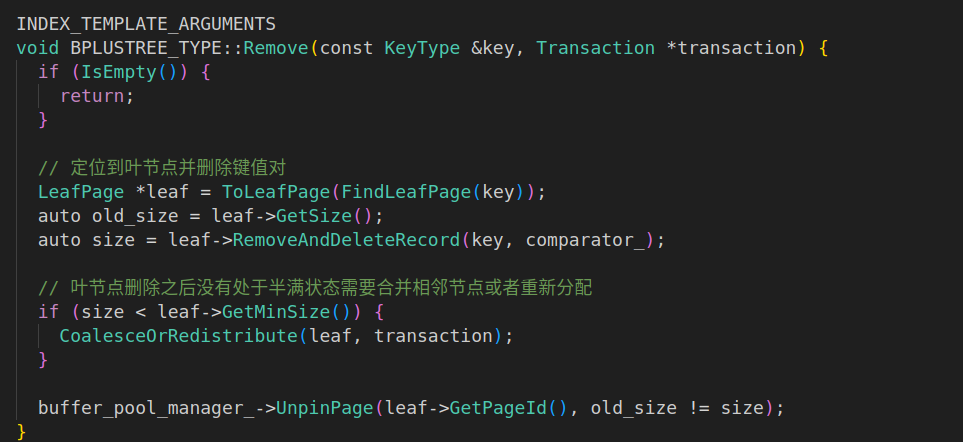 INDEX_TEMPLATE_ARGUMENTS
void BPLUSTREE_TYPE::Remove(const KeyType &key, Transaction *transaction) {
  if (IsEmpty()) {
    return;
  }

  // 定位到叶节点并删除键值对
  LeafPage *leaf = ToLeafPage(FindLeafPage(key));
  auto old_size = leaf->GetSize();
  auto size = leaf->RemoveAndDeleteRecord(key, comparator_);

  // 叶节点删除之后没有处于半满状态需要合并相邻节点或者重新分配
  if (size < leaf->GetMinSize()) {
    CoalesceOrRedistribute(leaf, transaction);
  }

  buffer_pool_manager_->UnpinPage(leaf->GetPageId(), old_size != size);
}